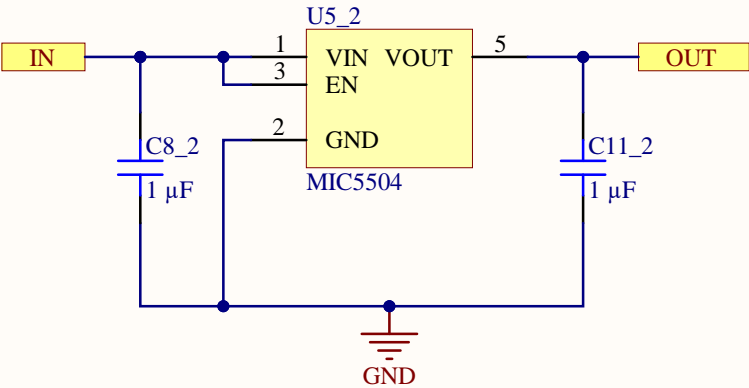 U5_2
IN
1
VIN
VOUT
5
OUT
3
EN
2
GND
C8_2
1 µF
MIC5504
C11_2
1 µF
GND